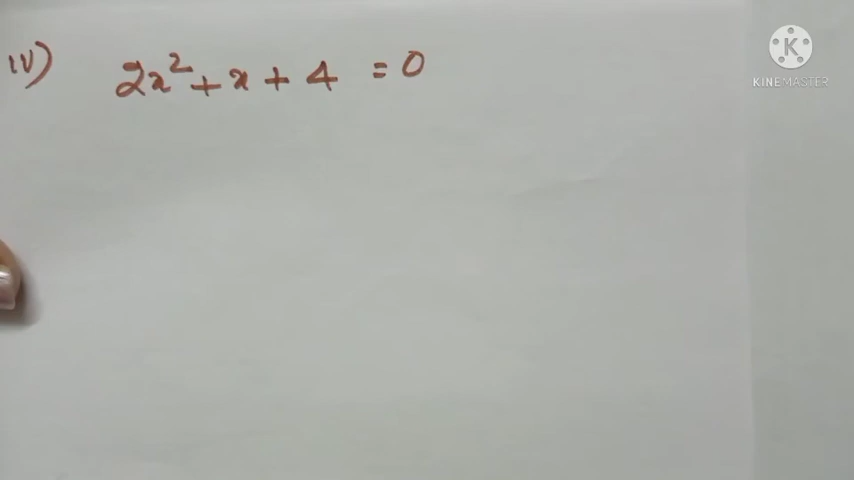 iv) 2x² + x + 4 = 0
K
KINEMASTER